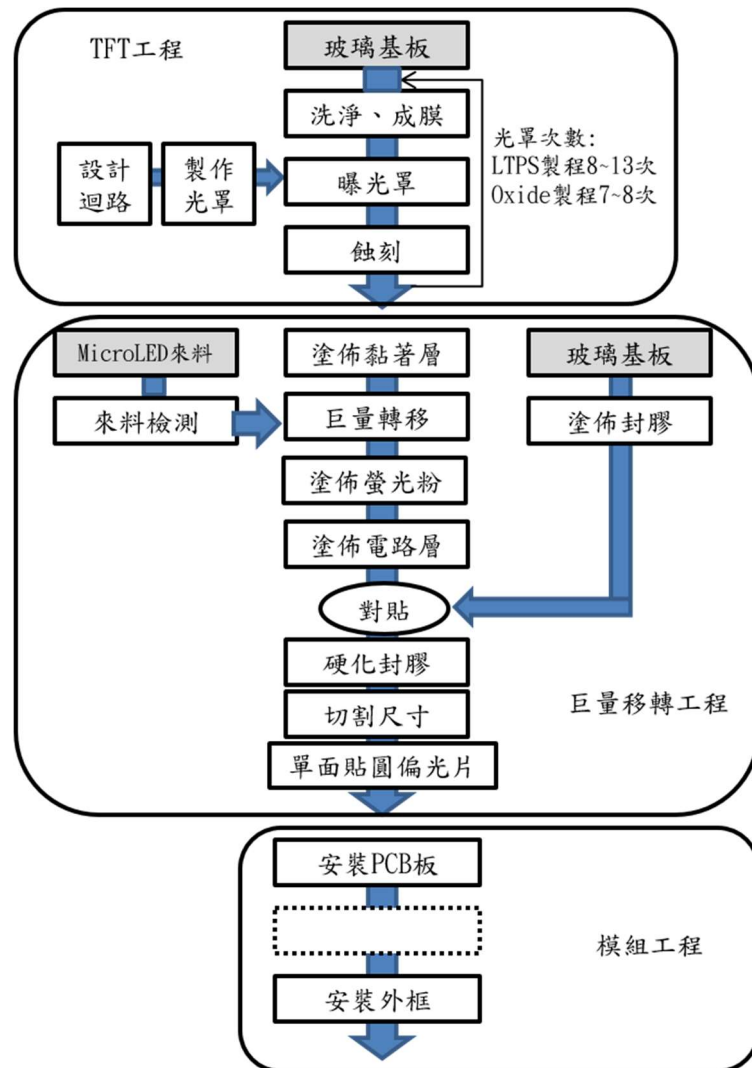 TFT工程
玻璃基板
洗淨、成膜
設計
迴路
製作
光罩
曝光罩
蝕刻
光罩次數:
LTPS製程8~13次
Oxide製程7~8次
MicroLED來料
來料檢測
塗佈黏著層
巨量轉移
塗佈螢光粉
塗佈電路層
玻璃基板
塗佈封膠
對貼
硬化封膠
切割尺寸
單面貼圓偏光片
巨量移轉工程
安裝PCB板
安裝外框
模組工程